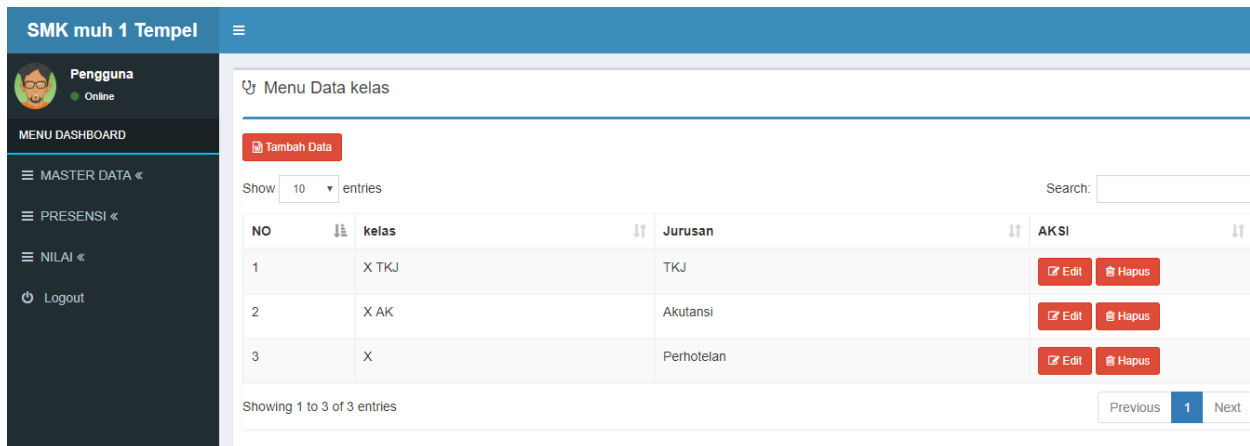 SMK muh 1 Tempel
Pengguna
Online
MENU DASHBOARD
MASTER DATA «
PRESENSI «
NILAI «
Logout
Menu Data kelas
Tambah Data
Show 10 entries Search:
NO kelas Jurusan AKSI
1 X TKJ TKJ Edit Hapus
2 X AK Akutansi Edit Hapus
3 X Perhotelan Edit Hapus
Showing 1 to 3 of 3 entries Previous 1 Next